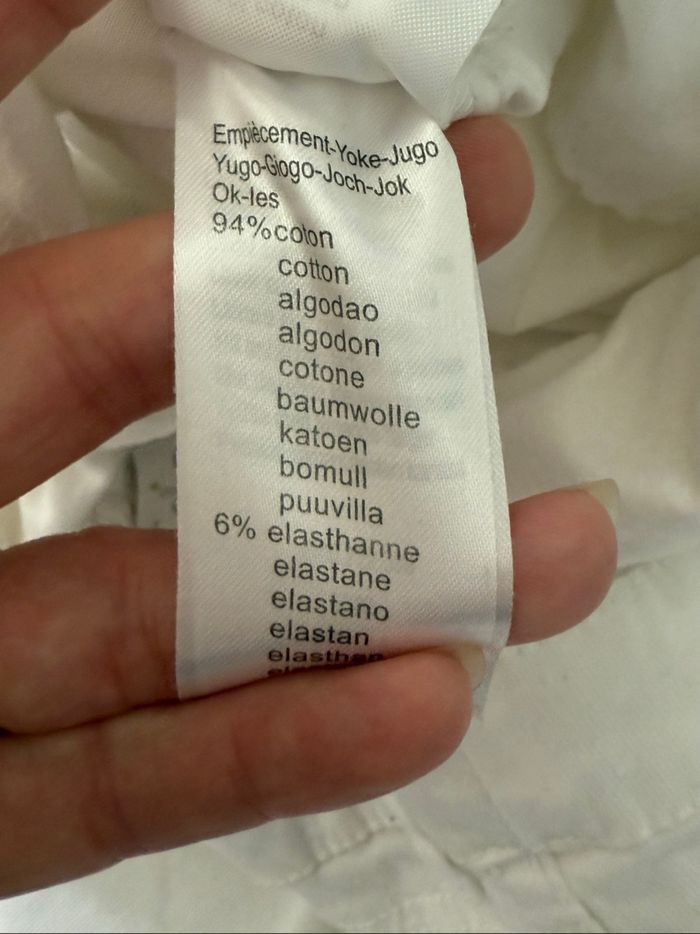 Empiècement-Yoke-Jugo
Yugo-Giogo-Joch-Jok
Ok-les
94% coton
cotton
algodao
algodon
cotone
baumwolle
katoen
bomull
puuvilla
6% elasthanne
elastane
elastano
elastan